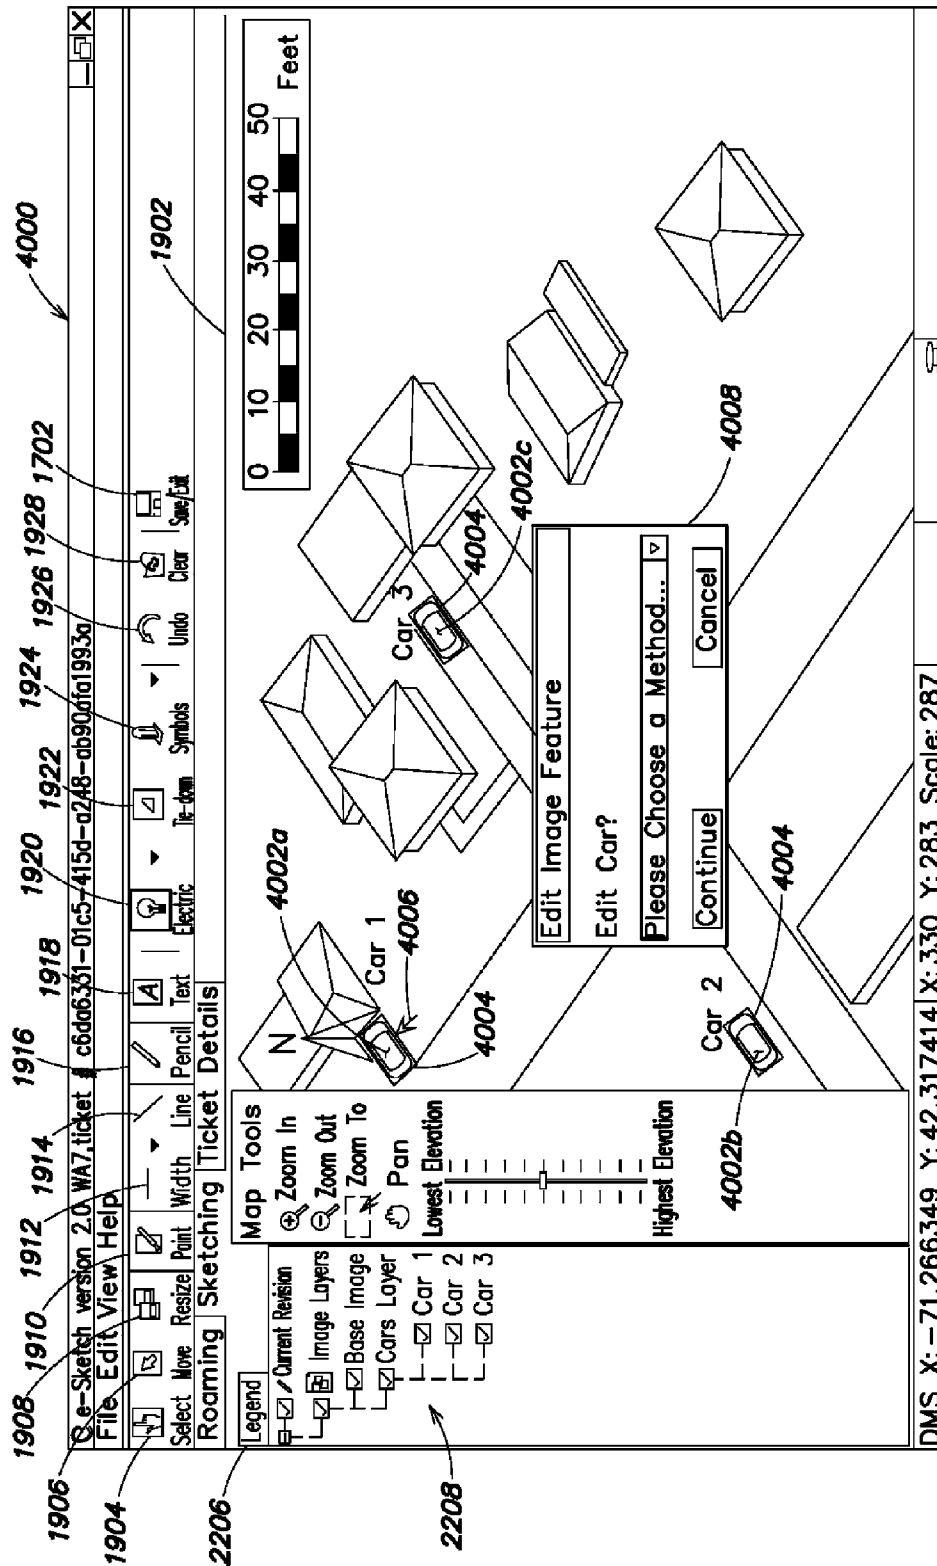 4000
e-Sketch version 2.0 WA7, ticket # c6da6331-01c5-415d-a248-ab90afa1993a
File Edit View Help
1904
1906
1908
1910
1912
1914
1916
1918
1920
1922
1924
1926
1928
1702
Select Move Resize Paint Width Line Pencil Text Electric Tie-down Symbols Undo Clear Save/Exit
Roaming Sketching Ticket Details
1902
2206
Legend
Current Revision
Image Layers
Base Image
Cars Layer
Car 1
Car 2
Car 3
2208
Map Tools
Zoom In
Zoom Out
Zoom To
Pan
Lowest Elevation
Highest Elevation
N
0 10 20 30 40 50
Feet
4002a
Car 1
4006
4004
Car 3
4004
4002c
Edit Image Feature
Edit Car?
Please Choose a Method...
Continue Cancel
4008
Car 2
4002b
4004
DMS X: -71.266349 Y: 42.317414 X: 330 Y: 283 Scale: 287